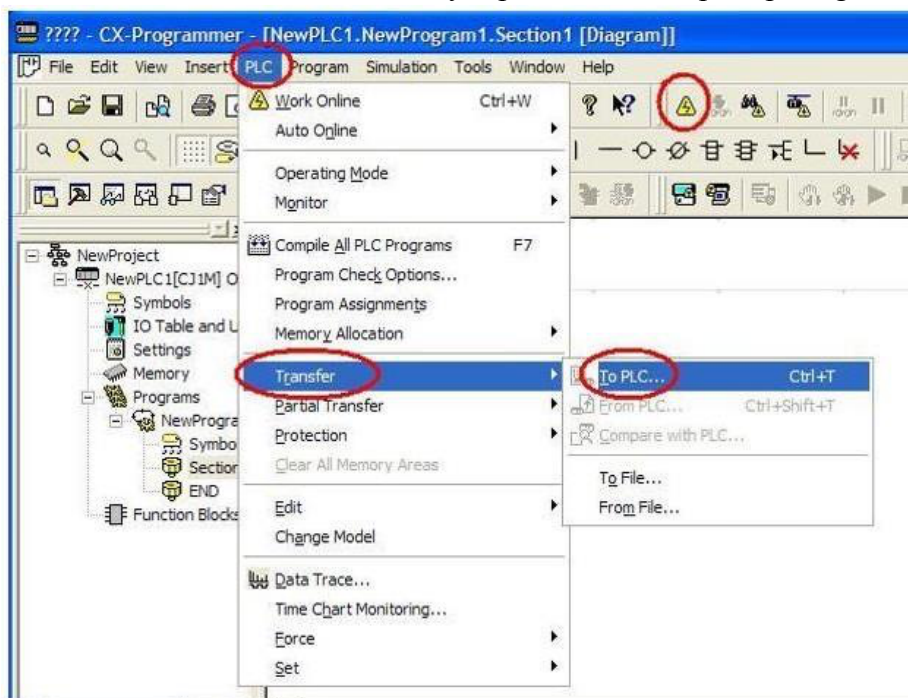 ???? - CX-Programmer - [NewPLC1.NewProgram1.Section1 [Diagram]]
File Edit View Insert PLC Program Simulation Tools Window Help
Work Online Ctrl+W
Auto Online
Operating Mode
Monitor
Compile All PLC Programs F7
Program Check Options...
Program Assignments
Memory Allocation
Transfer
Partial Transfer
Protection
Clear All Memory Areas
Edit
Change Model
Data Trace...
Time Chart Monitoring...
Force
Set
To PLC... Ctrl+T
From PLC... Ctrl+Shift+T
Compare with PLC...
To File...
From File...
NewProject
NewPLC1[CJ1M] O
Symbols
IO Table and U
Settings
Memory
Programs
NewProgra
Symbo
Section
END
Function Blocks